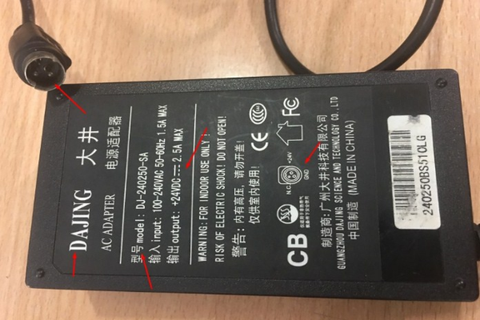 DAJING 大井
AC ADAPTER 电源适配器
型号 model: DJ-240250-SA
输入 input: 100-240VAC 50-60Hz 1.5A MAX
输出 output: +24VDC 2.5A MAX
WARNING: FOR INDOOR USE ONLY!
RISK OF ELECTRIC SHOCK! DO NOT OPEN!
警告: 内有高压, 请勿开盖!
仅供室内使用!
CB CE FC
N.C +24V
GND
制造商: 广州大井科技有限公司
GUANGZHOU DAJING SCIENCE AND TECHNOLOGY CO.,LTD
中国制造 (MADE IN CHINA)
240250BS510LG